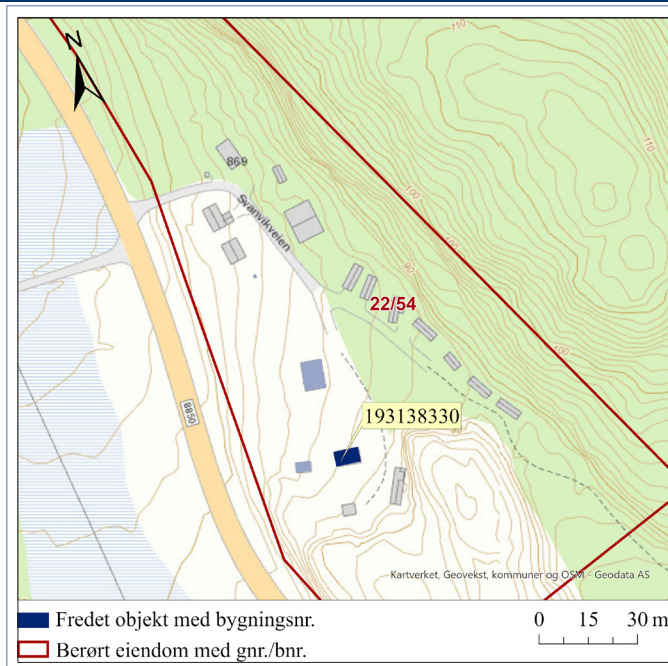 N
110
869
110
Svanvikveien
100
100
90
22/54
100
8850
193138330
Kartverket, Geovekst, kommuner og OSM - Geodata AS
Fredet objekt med bygningsnr.
0 15 30 m
Berørt eiendom med gnr./bnr.